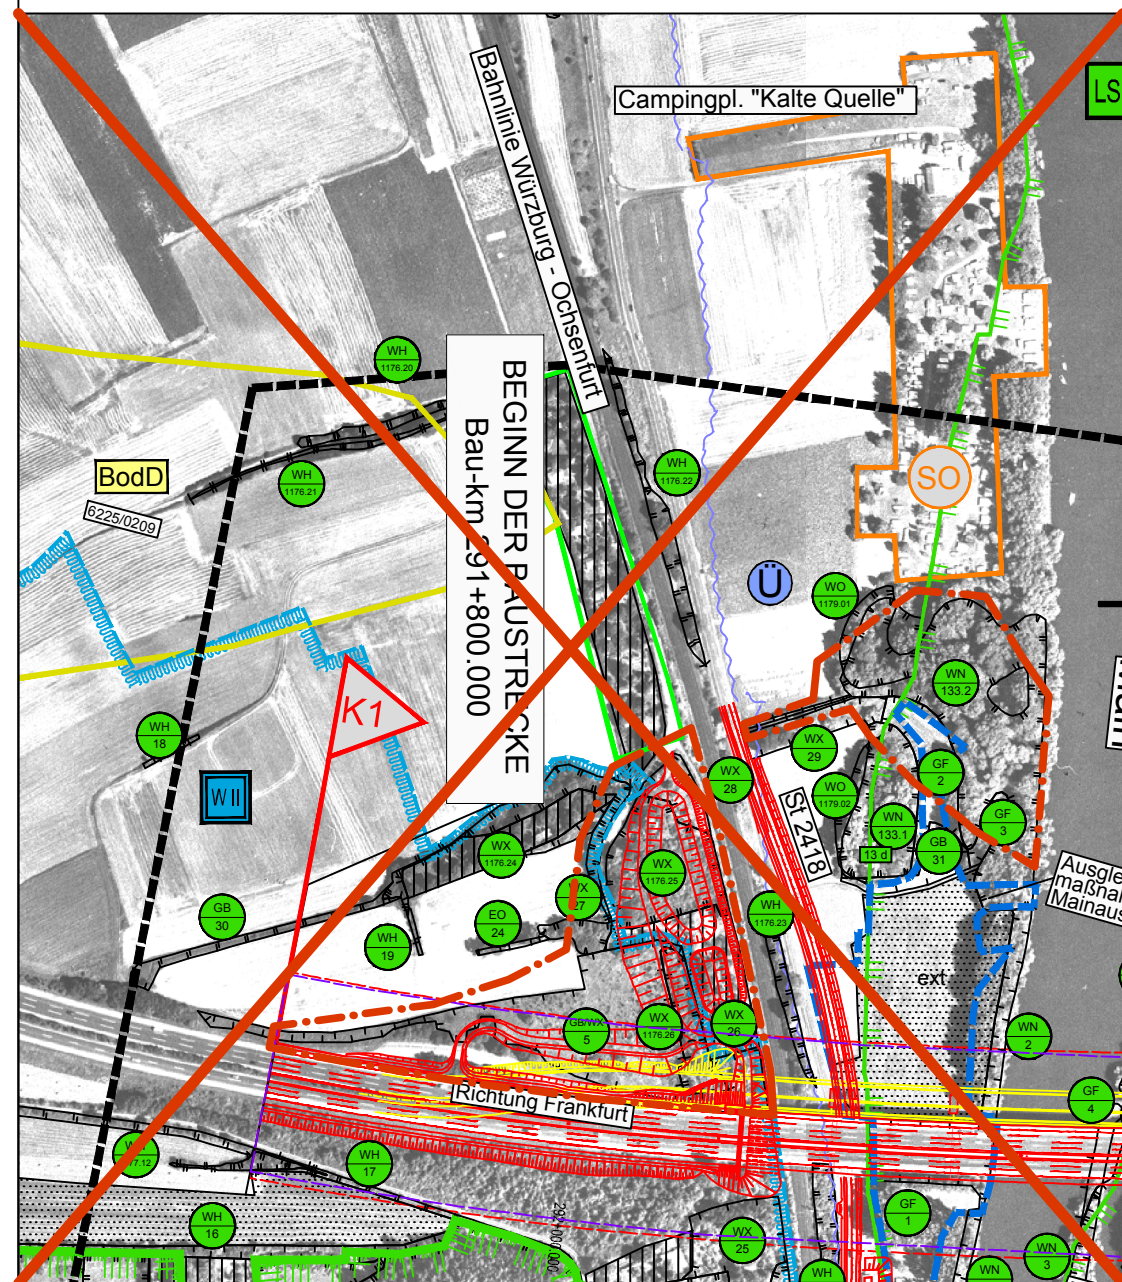 Campingpl. "Kalte Quelle"
LS
Bahnlinie Würzburg - Ochsenfurt
WH
1176.20
BEGINN DER BAUSTRECKE
Bau-km 291+800.000
BodD
6225/0209
WH
1176.21
WH
1176.22
SO
Ü
WO
1179.01
WN
133.2
K1
WH
18
W II
WX
29
WX
28
GF
2
WO
1179.02
St 2418
WN
133.1
GF
3
13 d
GB
31
WX
1176.24
WX
1176.25
WX
27
GB
30
EO
24
WH
19
WH
1176.23
ext
GB/WX
5
WX
1176.26
WX
26
WN
2
Richtung Frankfurt
GF
4
WH
17
WH
16
GF
1
WX
25
WN
3
WN
WH